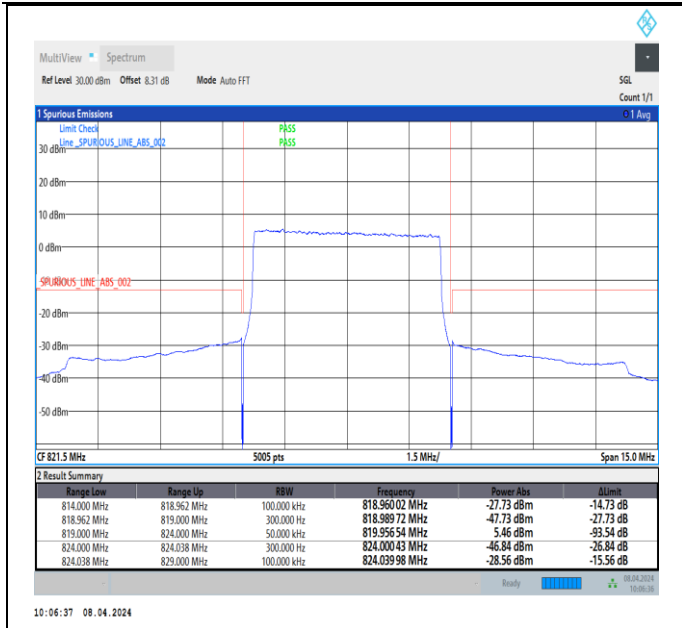 MultiView Spectrum
Ref Level 30.00 dBm Offset 8.31 dB Mode Auto FFT SGL
Count 1/1
1 Spurious Emissions 1 Avg
Limit Check PASS
Line _SPURIOUS_LINE_ABS_002 PASS
30 dBm
20 dBm
10 dBm
0 dBm
_SPURIOUS_LINE_ABS_002
-20 dBm
-30 dBm
-40 dBm
-50 dBm
CF 821.5 MHz 5005 pts 1.5 MHz/ Span 15.0 MHz
2 Result Summary
Range Low Range Up RBW Frequency Power Abs ΔLimit
814.000 MHz 818.962 MHz 100.000 kHz 818.960 02 MHz -27.73 dBm -14.73 dB
818.962 MHz 819.000 MHz 300.000 Hz 818.989 72 MHz -47.73 dBm -27.73 dB
819.000 MHz 824.000 MHz 50.000 kHz 819.956 54 MHz 5.46 dBm -93.54 dB
824.000 MHz 824.038 MHz 300.000 Hz 824.000 43 MHz -46.84 dBm -26.84 dB
824.038 MHz 829.000 MHz 100.000 kHz 824.039 98 MHz -28.56 dBm -15.56 dB
Ready 08.04.2024
10:06:36
10:06:37 08.04.2024